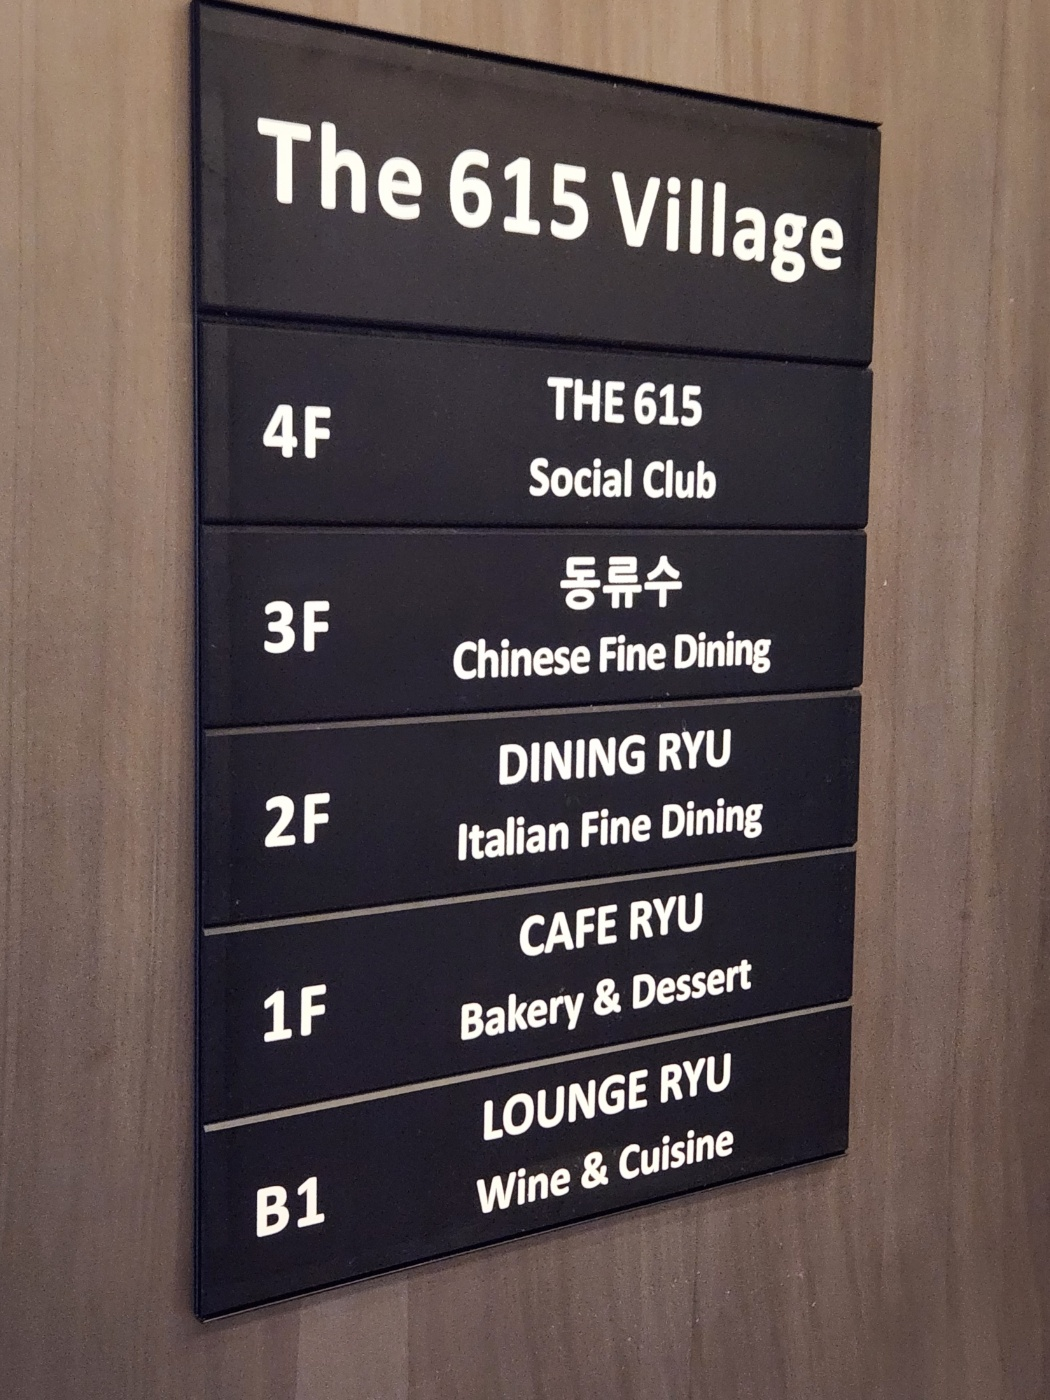 The 615 Village
4F
THE 615
Social Club
3F
동류수
Chinese Fine Dining
2F
DINING RYU
Italian Fine Dining
1F
CAFE RYU
Bakery & Dessert
B1
LOUNGE RYU
Wine & Cuisine